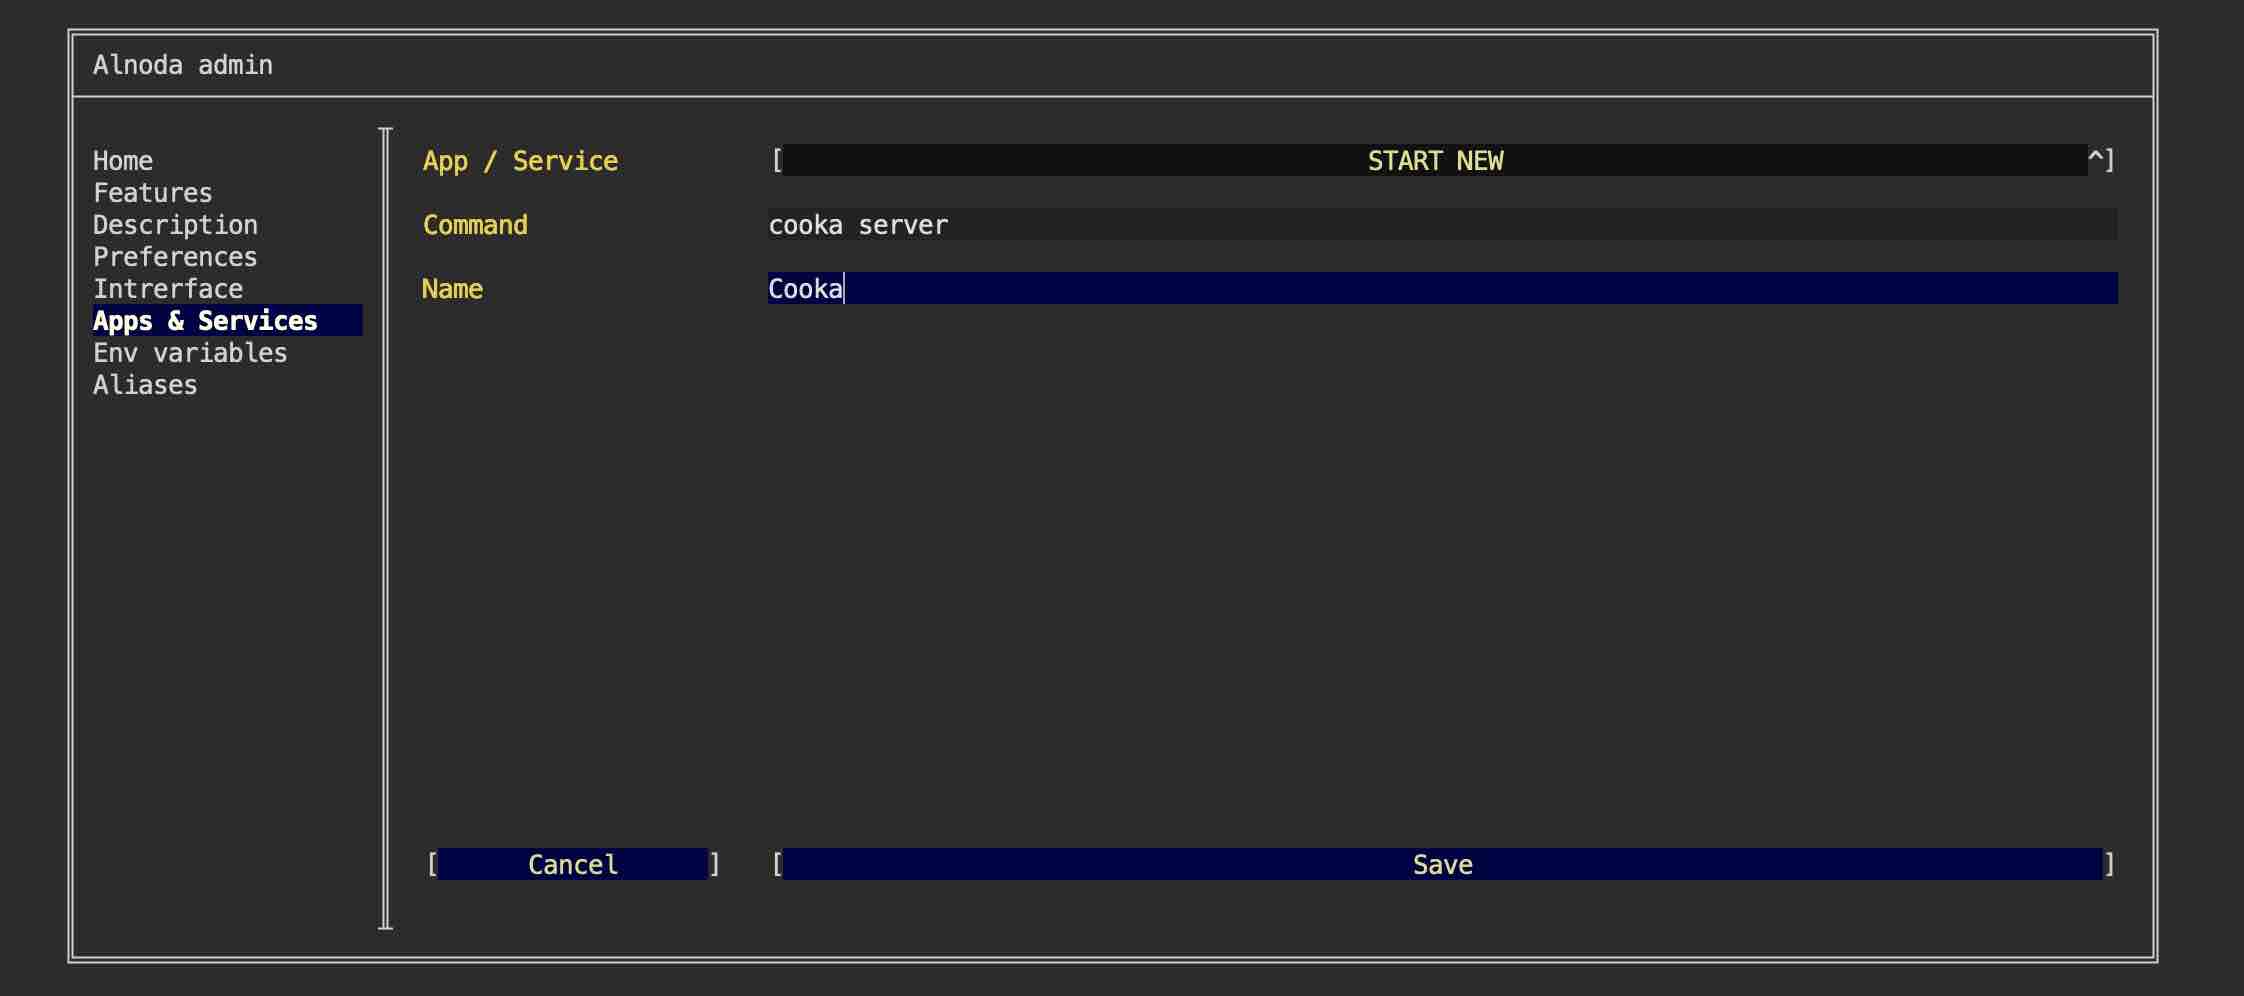 Alnoda admin
Home
Features
Description
Preferences
Intrerface
Apps & Services
Env variables
Aliases
App / Service [ START NEW ^]
Command cooka server
Name Cooka
[ Cancel ] [ Save ]